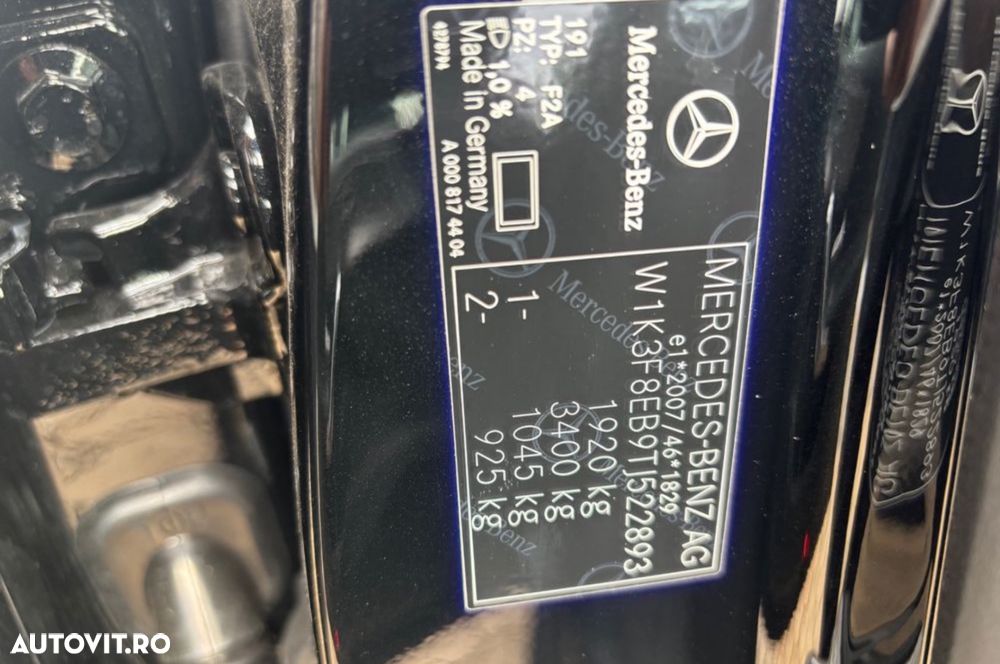 Mercedes-Benz
191
TYP: F2A
PZ: 4
1,0 %
Made in Germany
A 000 817 44 04
MERCEDES-BENZ AG
e1*2007/46*1829
W1K3F8EB9TJ522893
1920 kg
3400 kg
1- 1045 kg
2- 925 kg
AUTOVIT.RO